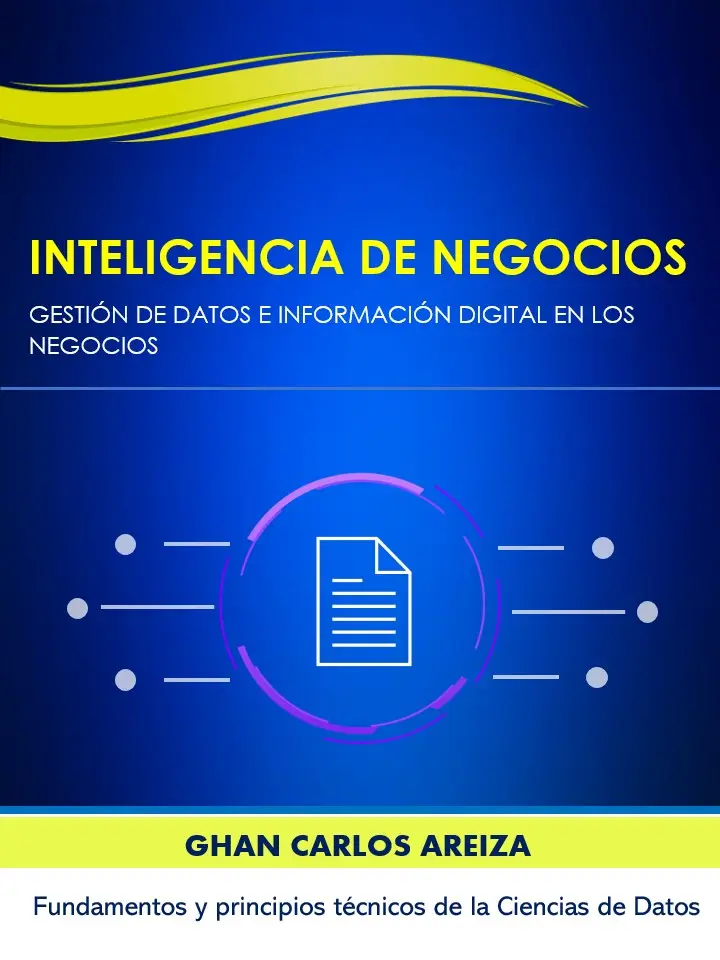 INTELIGENCIA DE NEGOCIOS
GESTIÓN DE DATOS E INFORMACIÓN DIGITAL EN LOS
NEGOCIOS
GHAN CARLOS AREIZA
Fundamentos y principios técnicos de la Ciencias de Datos